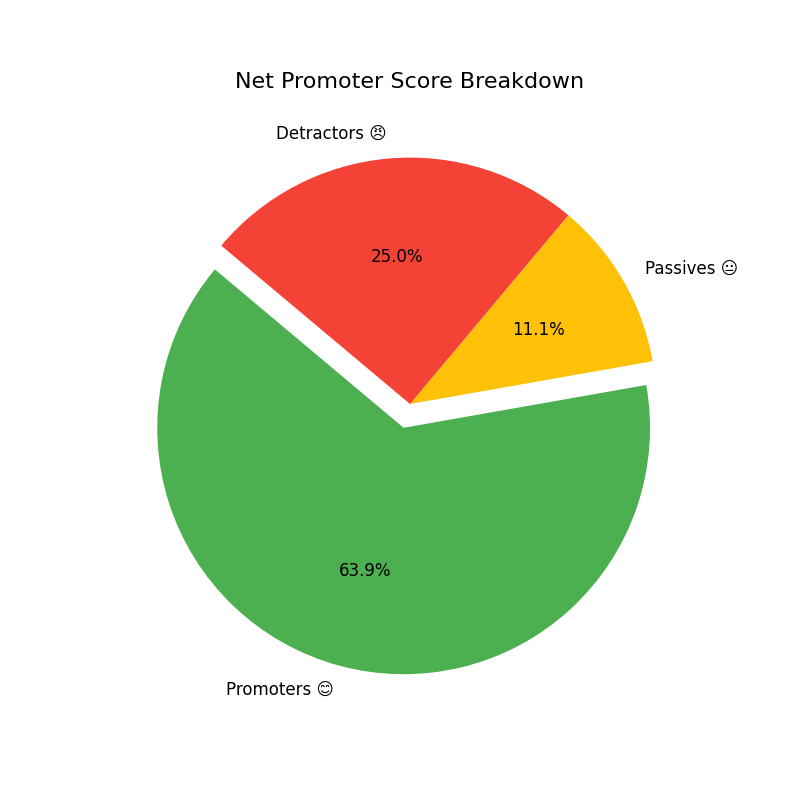 Net Promoter Score Breakdown
Detractors 😠
25.0%
Passives 😐
11.1%
63.9%
Promoters 😊